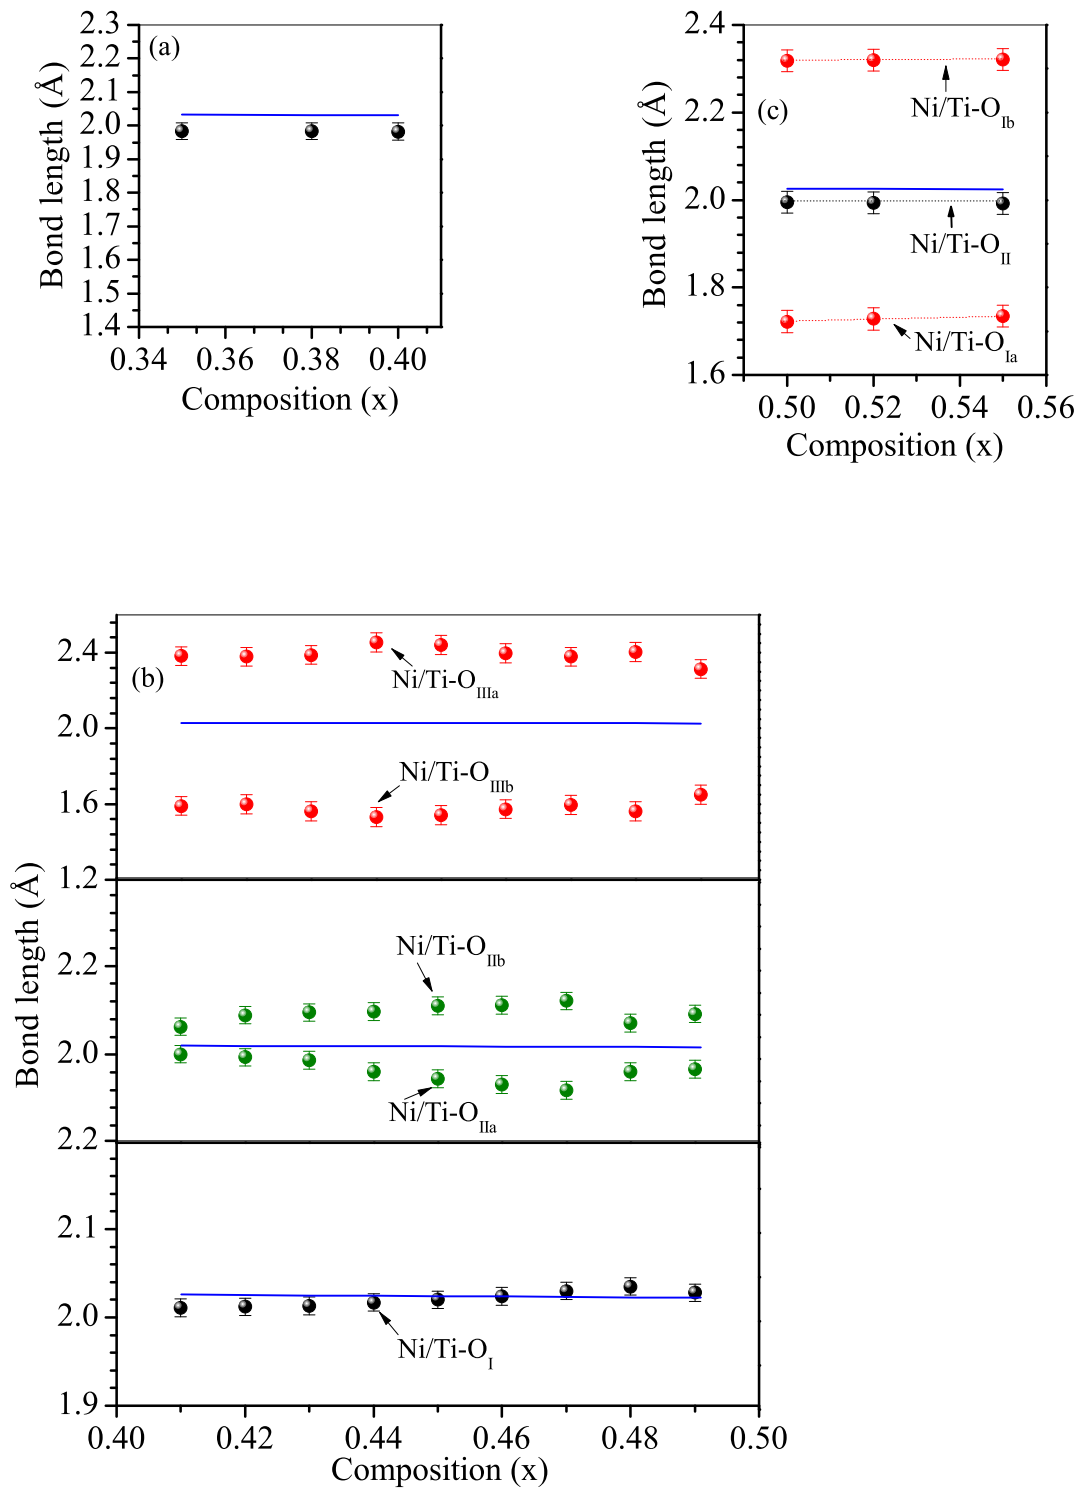 (a)
Bond length (Å)
2.3
2.2
2.1
2.0
1.9
1.8
1.7
1.6
1.5
1.4
0.34 0.36 0.38 0.40
Composition (x)
(c)
Bond length (Å)
2.4
2.2
2.0
1.8
1.6
Ni/Ti-O_Ib
Ni/Ti-O_II
Ni/Ti-O_Ia
0.50 0.52 0.54 0.56
Composition (x)
(b)
Bond length (Å)
2.4
2.0
1.6
1.2
Ni/Ti-O_IIIa
Ni/Ti-O_IIIb
2.2
2.0
Ni/Ti-O_IIb
Ni/Ti-O_IIa
2.2
2.1
2.0
1.9
Ni/Ti-O_I
0.40 0.42 0.44 0.46 0.48 0.50
Composition (x)